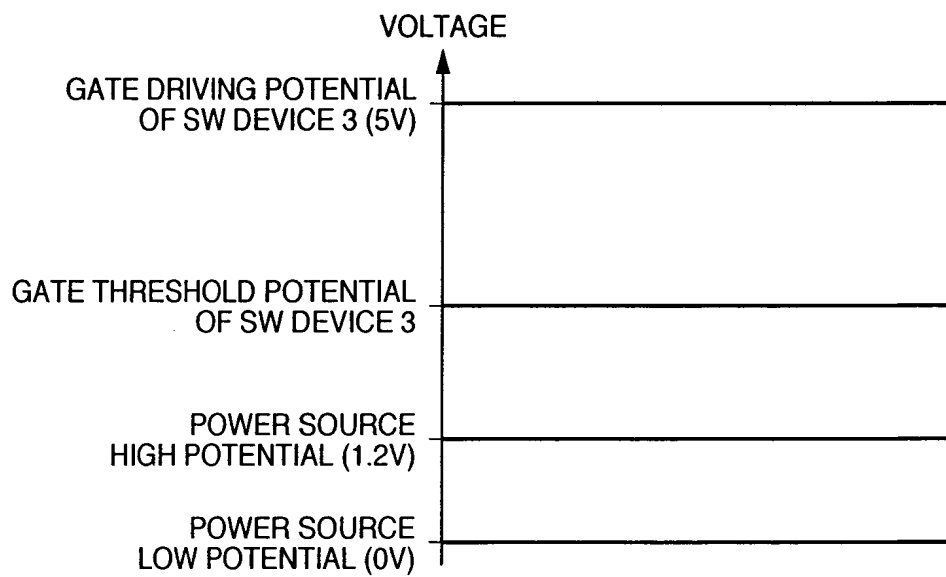 VOLTAGE
GATE DRIVING POTENTIAL
OF SW DEVICE 3 (5V)
GATE THRESHOLD POTENTIAL
OF SW DEVICE 3
POWER SOURCE
HIGH POTENTIAL (1.2V)
POWER SOURCE
LOW POTENTIAL (0V)